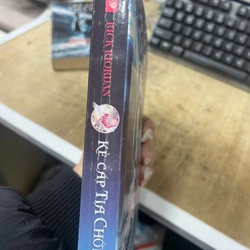 RICK RIORDAN
KẺ CẮP TIA CHỚP